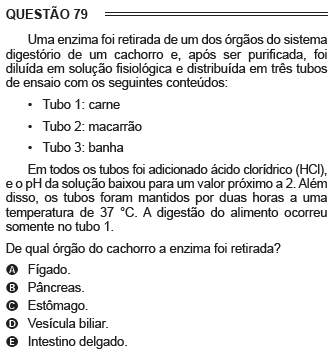 QUESTÃO 79
Uma enzima foi retirada de um dos órgãos do sistema
digestório de um cachorro e, após ser purificada, foi
diluída em solução fisiológica e distribuída em três tubos
de ensaio com os seguintes conteúdos:
• Tubo 1: carne
• Tubo 2: macarrão
• Tubo 3: banha
Em todos os tubos foi adicionado ácido clorídrico (HCl),
e o pH da solução baixou para um valor próximo a 2. Além
disso, os tubos foram mantidos por duas horas a uma
temperatura de 37 °C. A digestão do alimento ocorreu
somente no tubo 1.
De qual órgão do cachorro a enzima foi retirada?
A Fígado.
B Pâncreas.
C Estômago.
D Vesícula biliar.
E Intestino delgado.